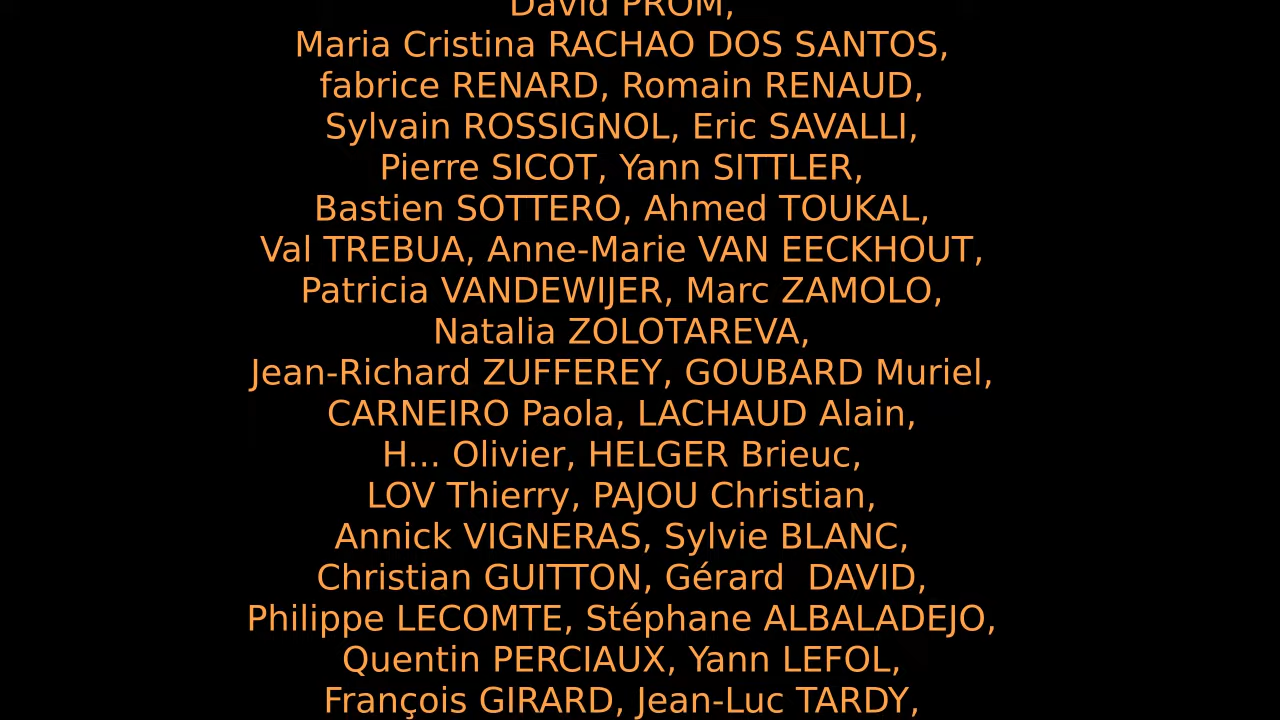 David PROM,
Maria Cristina RACHAO DOS SANTOS,
fabrice RENARD, Romain RENAUD,
Sylvain ROSSIGNOL, Eric SAVALLI,
Pierre SICOT, Yann SITTLER,
Bastien SOTTERO, Ahmed TOUKAL,
Val TREBUA, Anne-Marie VAN EECKHOUT,
Patricia VANDEWIJER, Marc ZAMOLO,
Natalia ZOLOTAREVA,
Jean-Richard ZUFFEREY, GOUBARD Muriel,
CARNEIRO Paola, LACHAUD Alain,
H... Olivier, HELGER Brieuc,
LOV Thierry, PAJOU Christian,
Annick VIGNERAS, Sylvie BLANC,
Christian GUITTON, Gérard  DAVID,
Philippe LECOMTE, Stéphane ALBALADEJO,
Quentin PERCIAUX, Yann LEFOL,
François GIRARD, Jean-Luc TARDY,